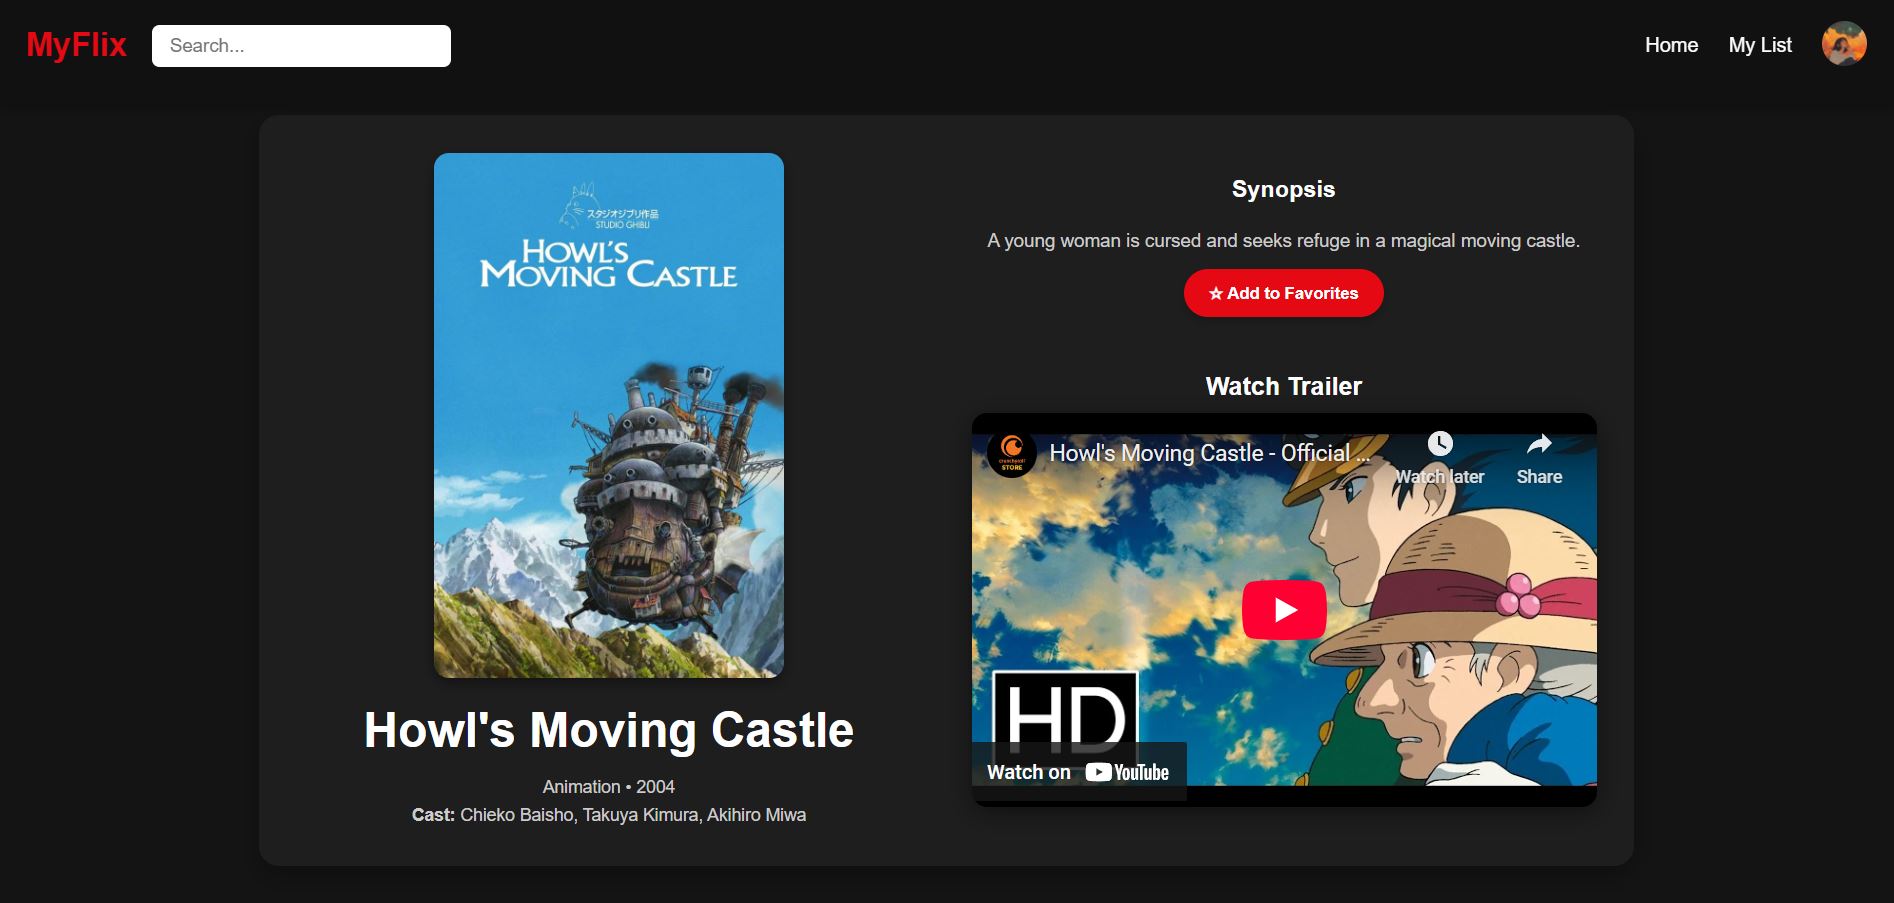 MyFlix
Search...
Home
My List
スタジオジブリ作品
STUDIO GHIBLI
HOWL'S
MOVING CASTLE
Howl's Moving Castle
Animation • 2004
Cast: Chieko Baisho, Takuya Kimura, Akihiro Miwa
Synopsis
A young woman is cursed and seeks refuge in a magical moving castle.
☆ Add to Favorites
Watch Trailer
crunchyroll
STORE
Howl's Moving Castle - Official ...
Watch later
Share
HD
Watch on YouTube